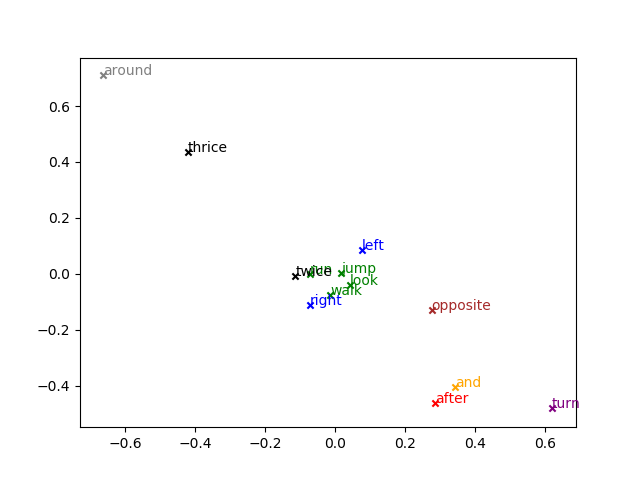 around
0.6
thrice
0.4
0.2
left
0.0
twice
run
jump
look
walk
right
opposite
−0.2
−0.4
and
after
turn
−0.6
−0.4
−0.2
0.0
0.2
0.4
0.6